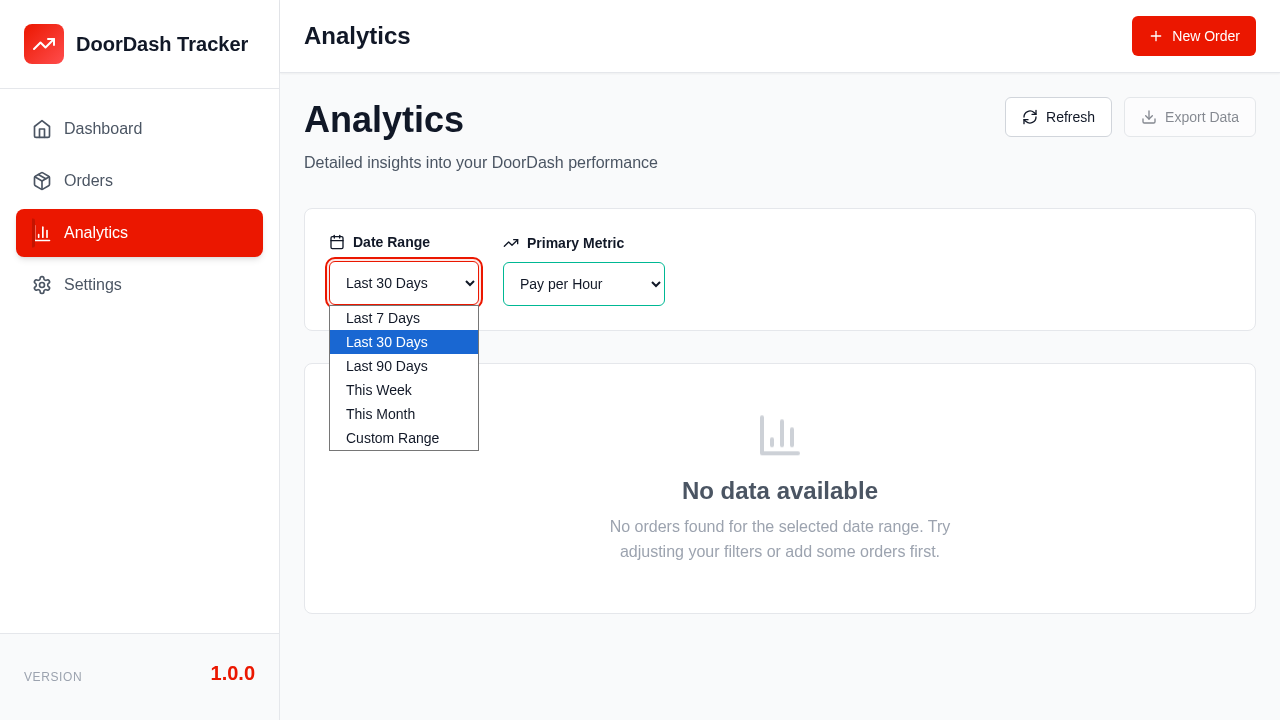 DoorDash Tracker
Dashboard
Orders
Analytics
Settings
VERSION
1.0.0
Analytics
New Order
Analytics
Detailed insights into your DoorDash performance
Refresh
Export Data
Date Range
Last 30 Days
Last 7 Days
Last 30 Days
Last 90 Days
This Week
This Month
Custom Range
Primary Metric
Pay per Hour
No data available
No orders found for the selected date range. Try
adjusting your filters or add some orders first.